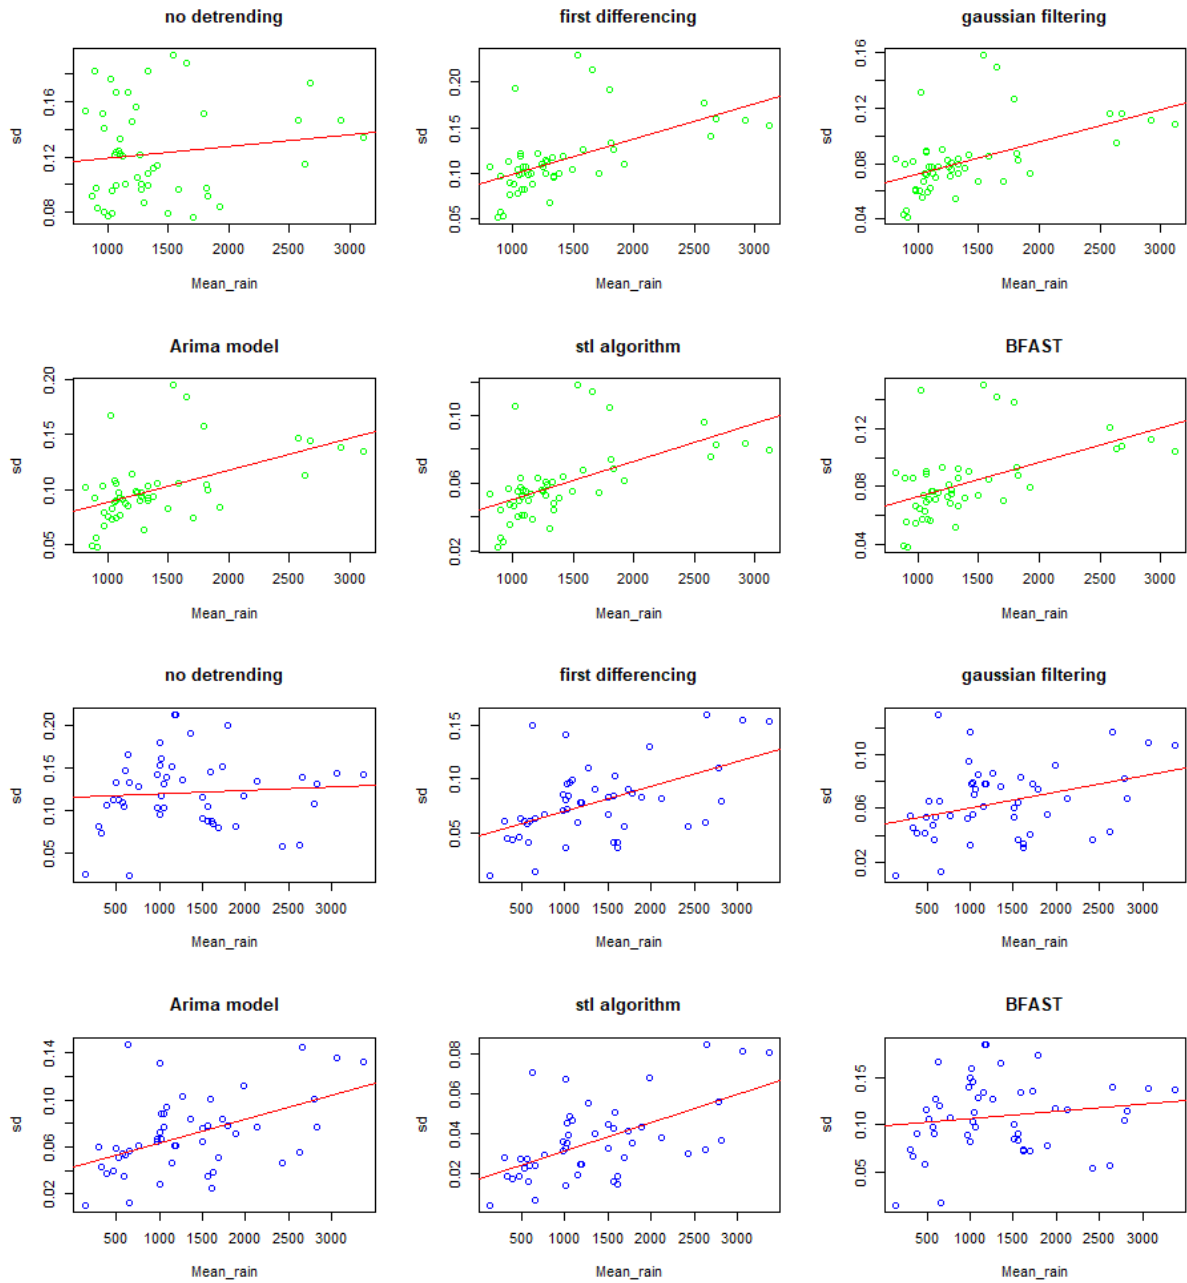 no detrending
first differencing
gaussian filtering
sd
0.08 0.12 0.16
1000 1500 2000 2500 3000
Mean_rain
sd
0.05 0.10 0.15 0.20
1000 1500 2000 2500 3000
Mean_rain
sd
0.04 0.08 0.12 0.16
1000 1500 2000 2500 3000
Mean_rain
Arima model
stl algorithm
BFAST
sd
0.05 0.10 0.15 0.20
1000 1500 2000 2500 3000
Mean_rain
sd
0.02 0.06 0.10
1000 1500 2000 2500 3000
Mean_rain
sd
0.04 0.08 0.12
1000 1500 2000 2500 3000
Mean_rain
no detrending
first differencing
gaussian filtering
sd
0.05 0.10 0.15 0.20
500 1000 1500 2000 2500 3000
Mean_rain
sd
0.05 0.10 0.15
500 1000 1500 2000 2500 3000
Mean_rain
sd
0.02 0.06 0.10
500 1000 1500 2000 2500 3000
Mean_rain
Arima model
stl algorithm
BFAST
sd
0.02 0.06 0.10 0.14
500 1000 1500 2000 2500 3000
Mean_rain
sd
0.02 0.04 0.06 0.08
500 1000 1500 2000 2500 3000
Mean_rain
sd
0.05 0.10 0.15
500 1000 1500 2000 2500 3000
Mean_rain